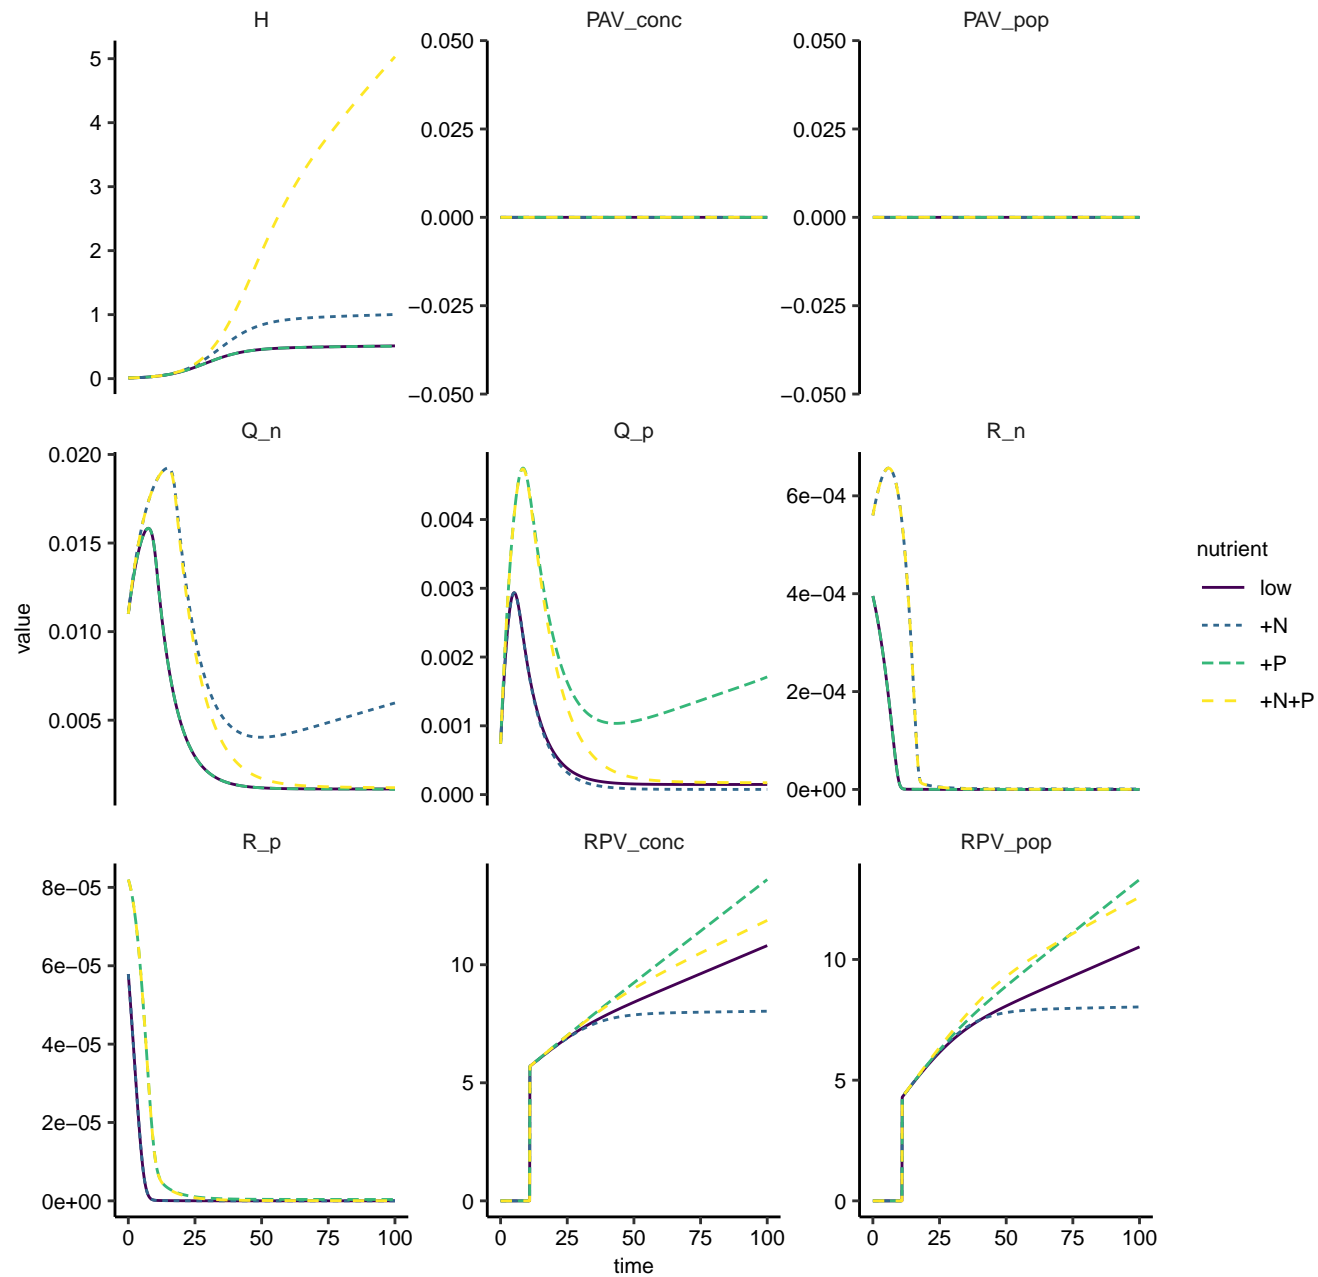 H
PAV_conc
PAV_pop
5
4
3
2
1
0
0.050
0.025
0.000
−0.025
−0.050
0.050
0.025
0.000
−0.025
−0.050
Q_n
Q_p
R_n
0.020
0.015
0.010
0.005
0.004
0.003
0.002
0.001
0.000
6e−04
4e−04
2e−04
0e+00
R_p
RPV_conc
RPV_pop
8e−05
6e−05
4e−05
2e−05
0e+00
10
5
0
10
5
0
0 25 50 75 100
0 25 50 75 100
0 25 50 75 100
time
value
nutrient
low
+N
+P
+N+P